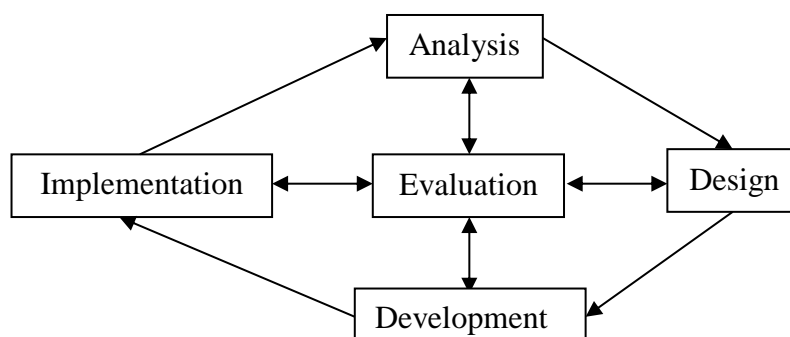 Analysis
Implementation
Evaluation
Design
Development